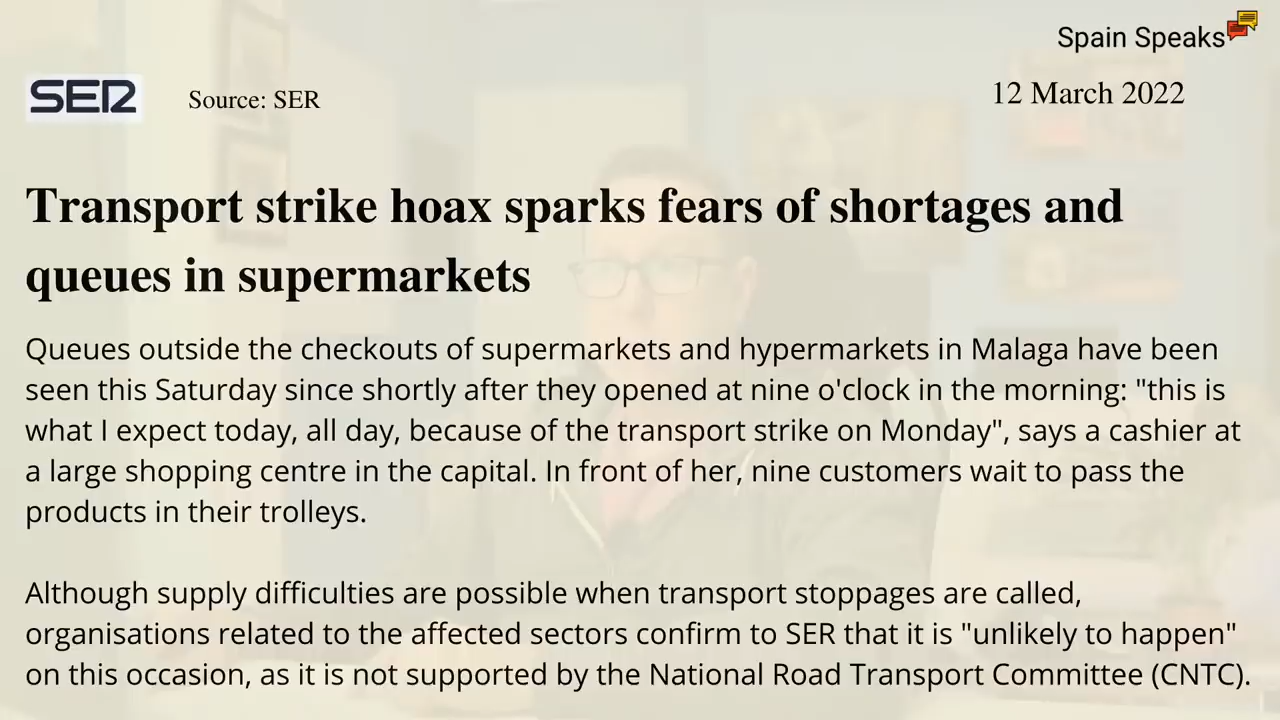 Spain Speaks
SER
Source: SER
12 March 2022
Transport strike hoax sparks fears of shortages and
queues in supermarkets
Queues outside the checkouts of supermarkets and hypermarkets in Malaga have been
seen this Saturday since shortly after they opened at nine o'clock in the morning: "this is
what I expect today, all day, because of the transport strike on Monday", says a cashier at
a large shopping centre in the capital. In front of her, nine customers wait to pass the
products in their trolleys.
Although supply difficulties are possible when transport stoppages are called,
organisations related to the affected sectors confirm to SER that it is "unlikely to happen"
on this occasion, as it is not supported by the National Road Transport Committee (CNTC).